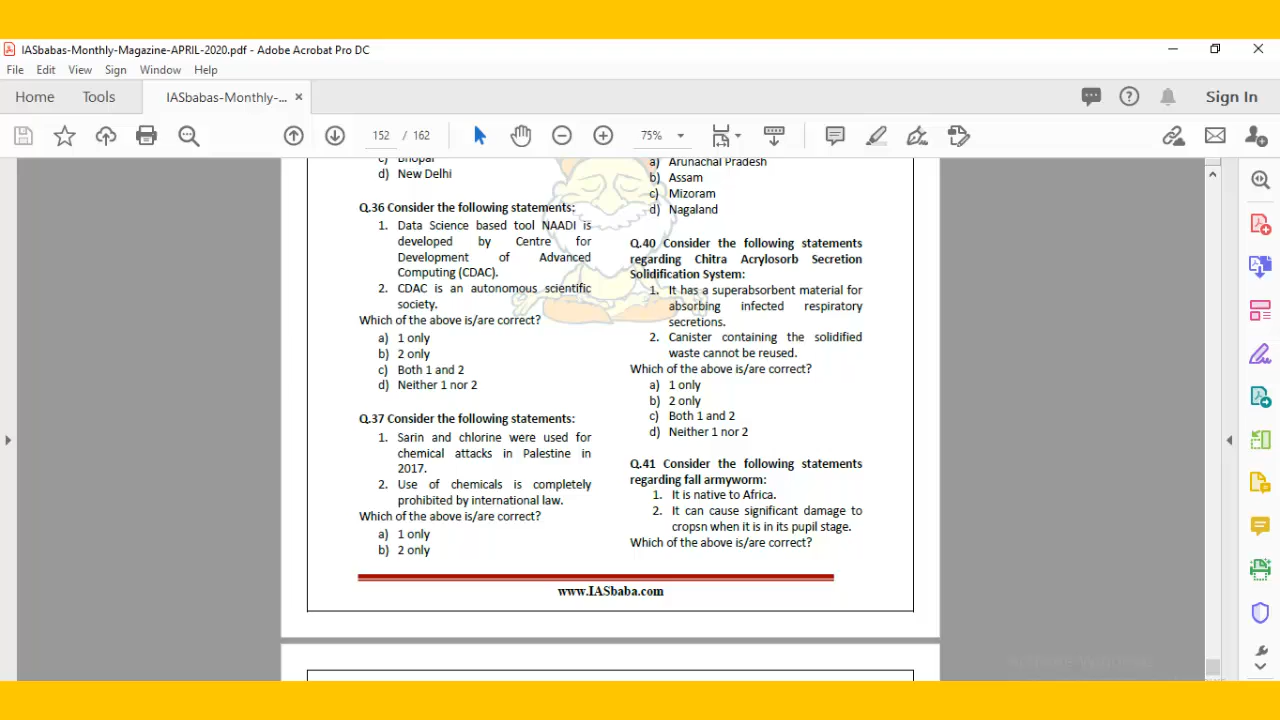 IASbabas-Monthly-Magazine-APRIL-2020.pdf - Adobe Acrobat Pro DC
File Edit View Sign Window Help
Home Tools IASbabas-Monthly-... × Sign In
152 / 162 75%
c) Bhopal
d) New Delhi
Q.36 Consider the following statements:
1. Data Science based tool NAADI is
developed by Centre for
Development of Advanced
Computing (CDAC).
2. CDAC is an autonomous scientific
society.
Which of the above is/are correct?
a) 1 only
b) 2 only
c) Both 1 and 2
d) Neither 1 nor 2
Q.37 Consider the following statements:
1. Sarin and chlorine were used for
chemical attacks in Palestine in
2017.
2. Use of chemicals is completely
prohibited by international law.
Which of the above is/are correct?
a) 1 only
b) 2 only
a) Arunachal Pradesh
b) Assam
c) Mizoram
d) Nagaland
Q.40 Consider the following statements
regarding Chitra Acrylosorb Secretion
Solidification System:
1. It has a superabsorbent material for
absorbing infected respiratory
secretions.
2. Canister containing the solidified
waste cannot be reused.
Which of the above is/are correct?
a) 1 only
b) 2 only
c) Both 1 and 2
d) Neither 1 nor 2
Q.41 Consider the following statements
regarding fall armyworm:
1. It is native to Africa.
2. It can cause significant damage to
cropsn when it is in its pupil stage.
Which of the above is/are correct?
www.IASbaba.com